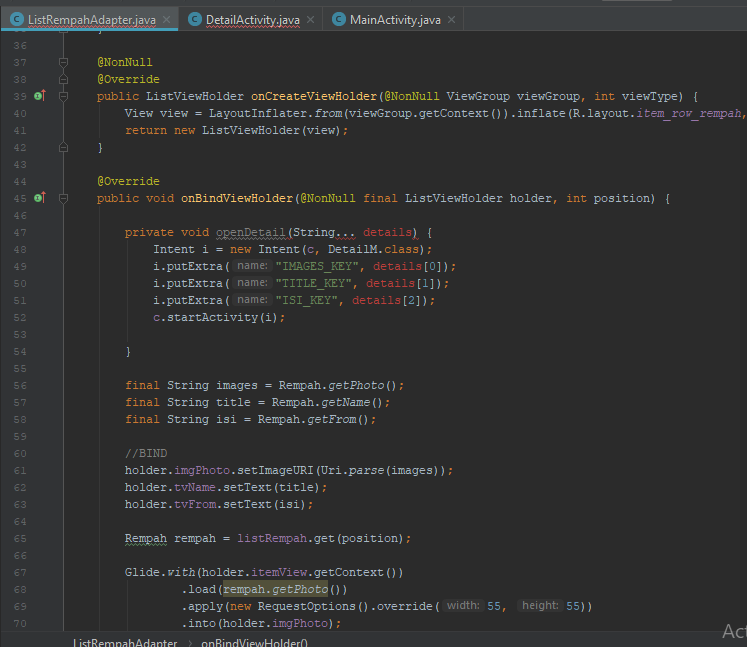 ListRempahAdapter.java × DetailActivity.java × MainActivity.java ×
36
37 @NonNull
38 @Override
39 public ListViewHolder onCreateViewHolder(@NonNull ViewGroup viewGroup, int viewType) {
40 View view = LayoutInflater.from(viewGroup.getContext()).inflate(R.layout.item_row_rempah,
41 return new ListViewHolder(view);
42 }
43
44 @Override
45 public void onBindViewHolder(@NonNull final ListViewHolder holder, int position) {
46
47 private void openDetail(String... details) {
48 Intent i = new Intent(c, DetailM.class);
49 i.putExtra( name: "IMAGES_KEY", details[0]);
50 i.putExtra( name: "TITLE_KEY", details[1]);
51 i.putExtra( name: "ISI_KEY", details[2]);
52 c.startActivity(i);
53
54 }
55
56 final String images = Rempah.getPhoto();
57 final String title = Rempah.getName();
58 final String isi = Rempah.getFrom();
59
60 //BIND
61 holder.imgPhoto.setImageURI(Uri.parse(images));
62 holder.tvName.setText(title);
63 holder.tvFrom.setText(isi);
64
65 Rempah rempah = listRempah.get(position);
66
67 Glide.with(holder.itemView.getContext())
68 .load(rempah.getPhoto())
69 .apply(new RequestOptions().override( width: 55, height: 55))
70 .into(holder.imgPhoto);
Act
ListRempahAdapter > onBindViewHolder()